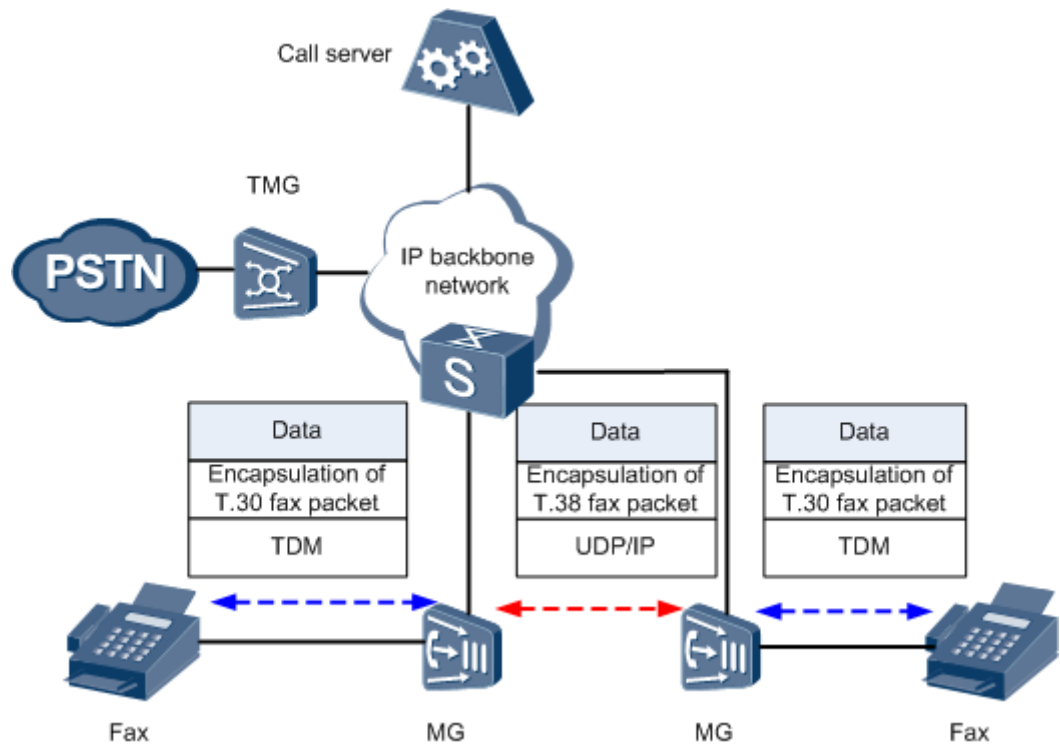 Call server
TMG
PSTN
IP backbone
network
S
Data
Encapsulation of
T.30 fax packet
TDM
Data
Encapsulation of
T.38 fax packet
UDP/IP
Data
Encapsulation of
T.30 fax packet
TDM
Fax
MG
MG
Fax